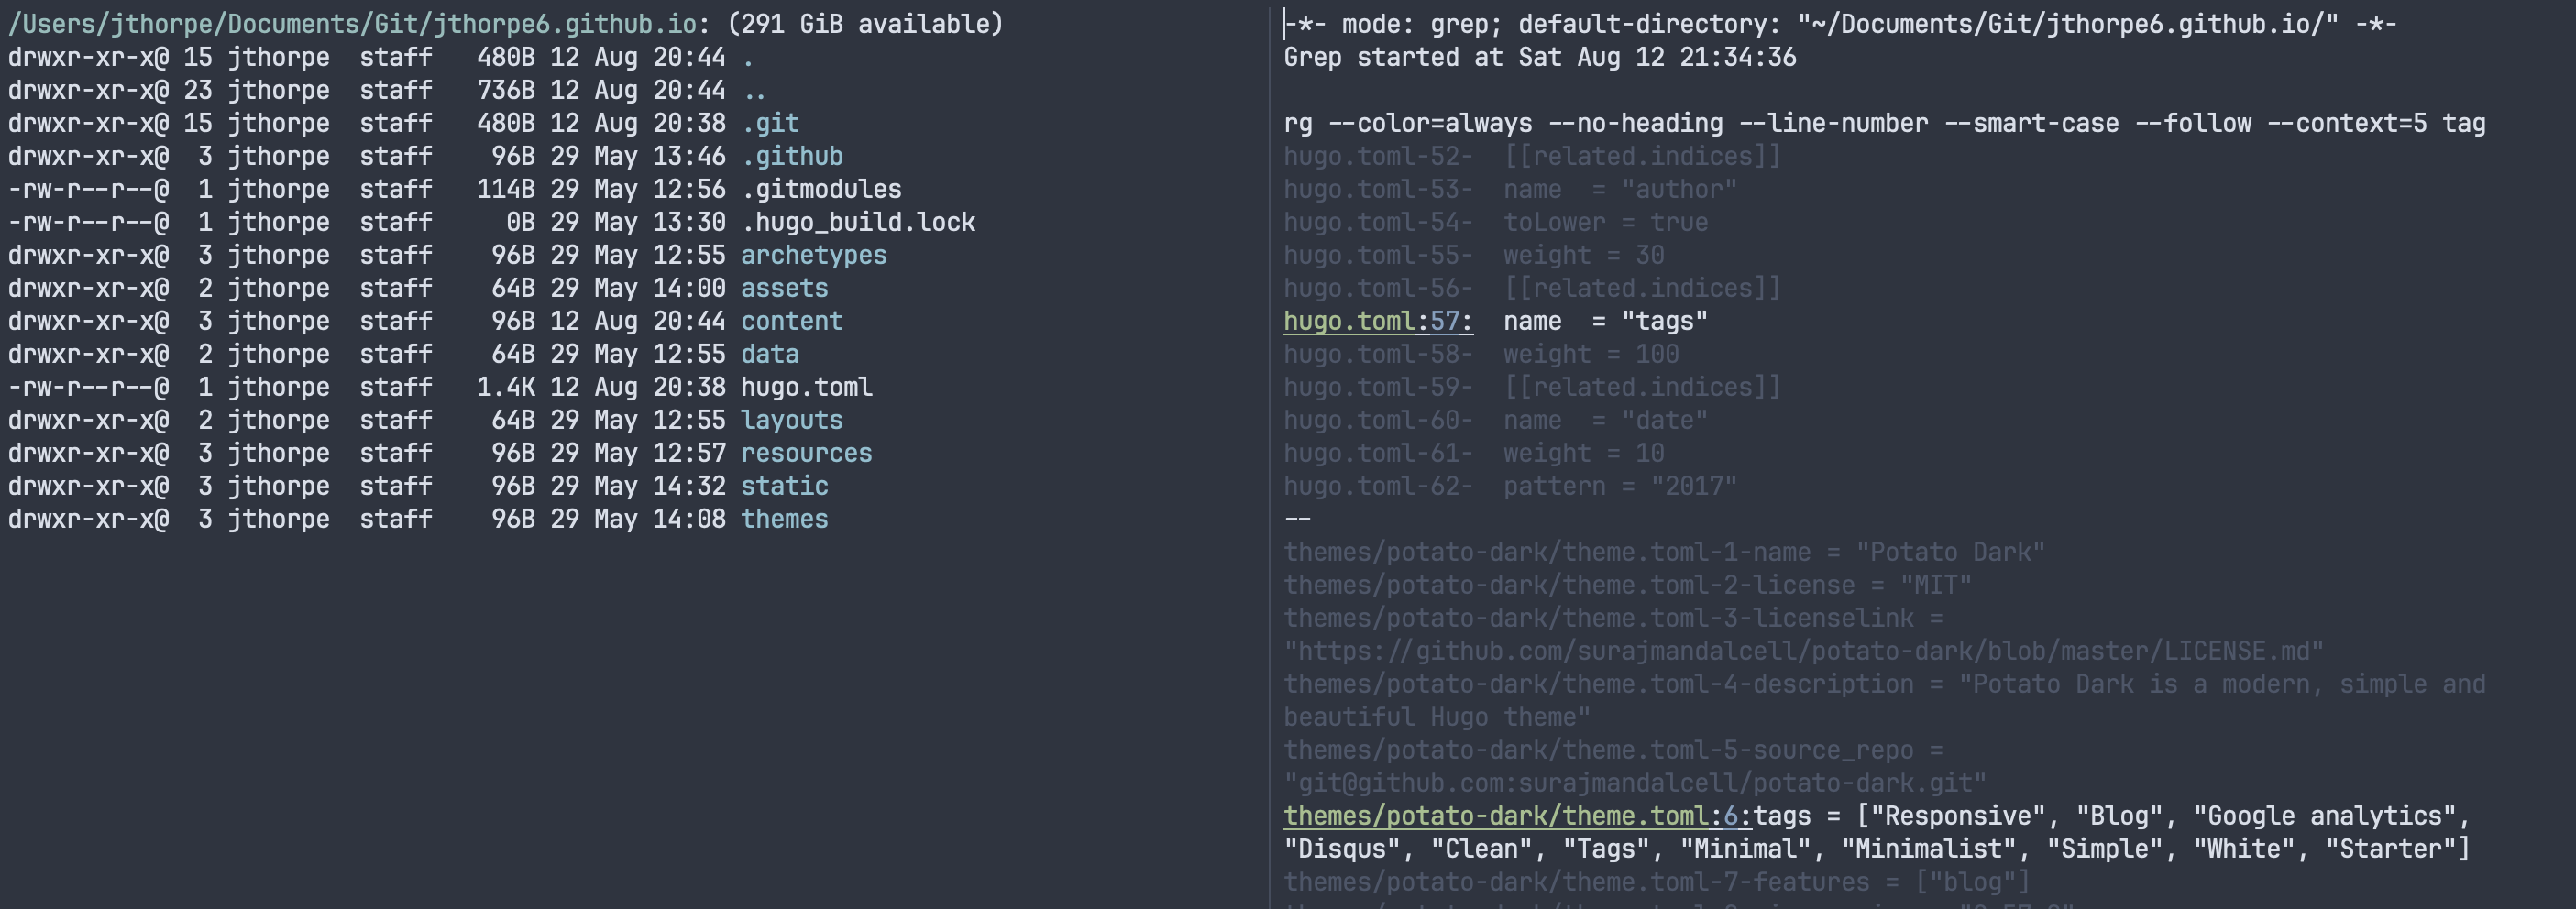 /Users/jthorpe/Documents/Git/jthorpe6.github.io: (291 GiB available)
drwxr-xr-x@ 15 jthorpe  staff   480B 12 Aug 20:44 .
drwxr-xr-x@ 23 jthorpe  staff   736B 12 Aug 20:44 ..
drwxr-xr-x@ 15 jthorpe  staff   480B 12 Aug 20:38 .git
drwxr-xr-x@  3 jthorpe  staff    96B 29 May 13:46 .github
-rw-r--r--@  1 jthorpe  staff   114B 29 May 12:56 .gitmodules
-rw-r--r--@  1 jthorpe  staff     0B 29 May 13:30 .hugo_build.lock
drwxr-xr-x@  3 jthorpe  staff    96B 29 May 12:55 archetypes
drwxr-xr-x@  2 jthorpe  staff    64B 29 May 14:00 assets
drwxr-xr-x@  3 jthorpe  staff    96B 12 Aug 20:44 content
drwxr-xr-x@  2 jthorpe  staff    64B 29 May 12:55 data
-rw-r--r--@  1 jthorpe  staff   1.4K 12 Aug 20:38 hugo.toml
drwxr-xr-x@  2 jthorpe  staff    64B 29 May 12:55 layouts
drwxr-xr-x@  3 jthorpe  staff    96B 29 May 12:57 resources
drwxr-xr-x@  3 jthorpe  staff    96B 29 May 14:32 static
drwxr-xr-x@  3 jthorpe  staff    96B 29 May 14:08 themes
-*- mode: grep; default-directory: "~/Documents/Git/jthorpe6.github.io/" -*-
Grep started at Sat Aug 12 21:34:36
rg --color=always --no-heading --line-number --smart-case --follow --context=5 tag
hugo.toml-52-  [[related.indices]]
hugo.toml-53-  name  = "author"
hugo.toml-54-  toLower = true
hugo.toml-55-  weight = 30
hugo.toml-56-  [[related.indices]]
hugo.toml:57:  name  = "tags"
hugo.toml-58-  weight = 100
hugo.toml-59-  [[related.indices]]
hugo.toml-60-  name  = "date"
hugo.toml-61-  weight = 10
hugo.toml-62-  pattern = "2017"
--
themes/potato-dark/theme.toml-1-name = "Potato Dark"
themes/potato-dark/theme.toml-2-license = "MIT"
themes/potato-dark/theme.toml-3-licenselink =
"https://github.com/surajmandalcell/potato-dark/blob/master/LICENSE.md"
themes/potato-dark/theme.toml-4-description = "Potato Dark is a modern, simple and
beautiful Hugo theme"
themes/potato-dark/theme.toml-5-source_repo =
"git@github.com:surajmandalcell/potato-dark.git"
themes/potato-dark/theme.toml:6:tags = ["Responsive", "Blog", "Google analytics",
"Disqus", "Clean", "Tags", "Minimal", "Minimalist", "Simple", "White", "Starter"]
themes/potato-dark/theme.toml-7-features = ["blog"]